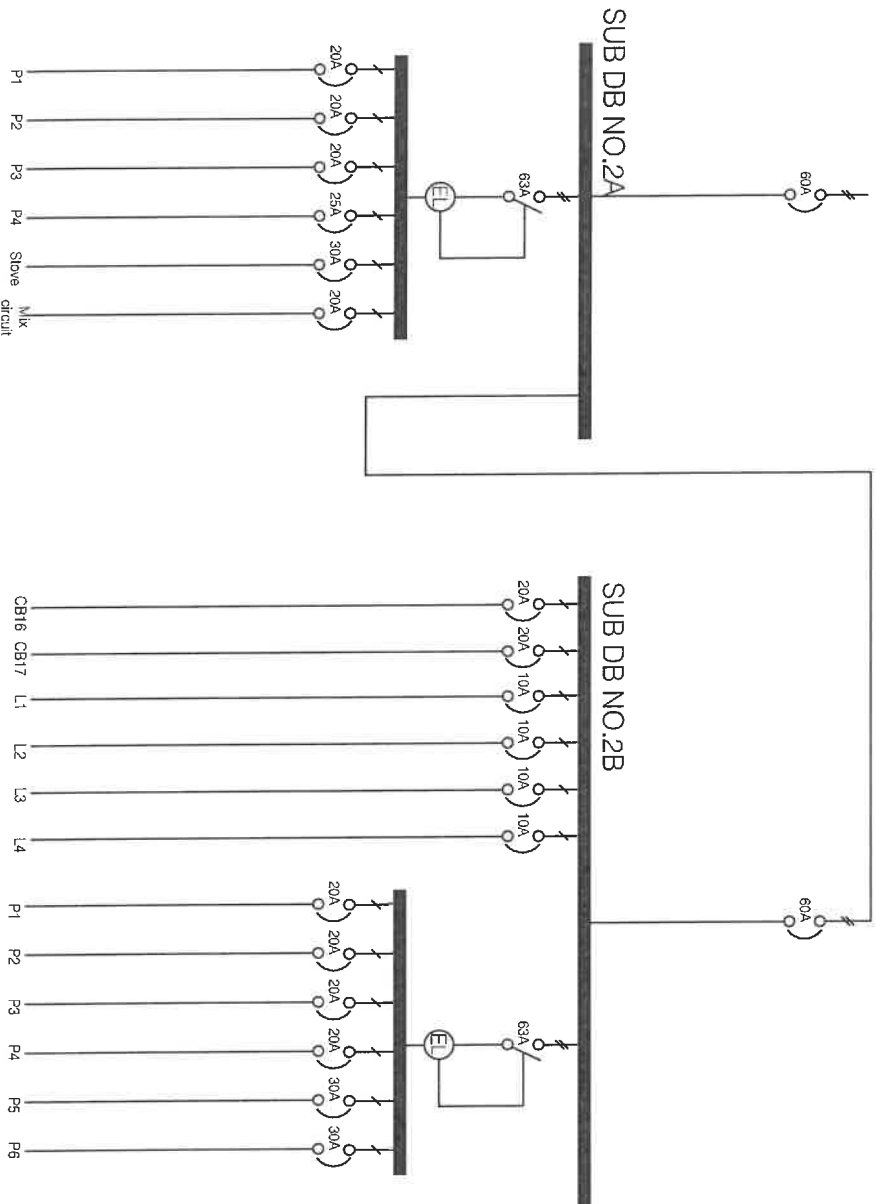 SUB DB NO.2A
60A
63A
EL
20A
20A
20A
25A
30A
20A
P1
P2
P3
P4
Stove
Mix
circuit
SUB DB NO.2B
60A
20A
20A
10A
10A
10A
10A
CB16
CB17
L1
L2
L3
L4
63A
EL
20A
20A
20A
20A
30A
30A
P1
P2
P3
P4
P5
P6